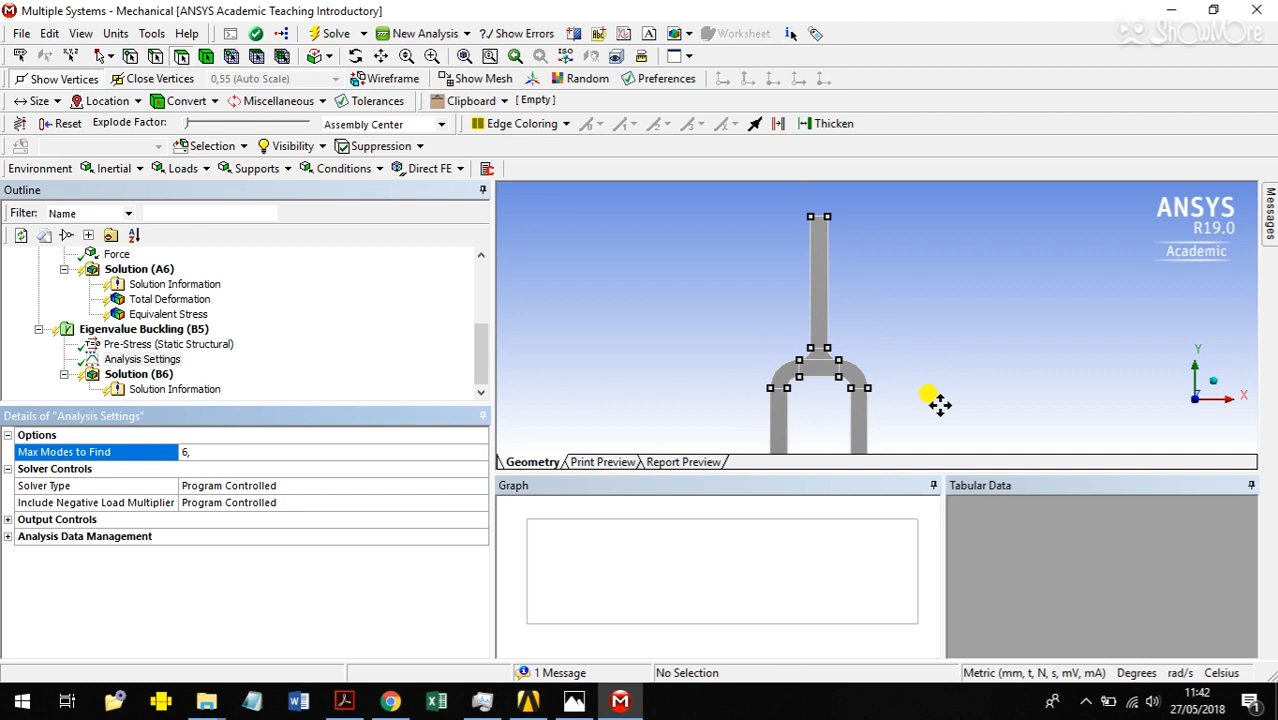 Multiple Systems - Mechanical [ANSYS Academic Teaching Introductory]
File Edit View Units Tools Help Solve New Analysis ?/ Show Errors Worksheet
ShowMore
Show Vertices Close Vertices 0,55 (Auto Scale) Wireframe Show Mesh Random Preferences
Size Location Convert Miscellaneous Tolerances Clipboard [ Empty ]
Reset Explode Factor: Assembly Center Edge Coloring Thicken
Selection Visibility Suppression
Environment Inertial Loads Supports Conditions Direct FE
Outline
Filter: Name
Force
Solution (A6)
Solution Information
Total Deformation
Equivalent Stress
Eigenvalue Buckling (B5)
Pre-Stress (Static Structural)
Analysis Settings
Solution (B6)
Solution Information
Details of "Analysis Settings"
Options
Max Modes to Find 6,
Solver Controls
Solver Type Program Controlled
Include Negative Load Multiplier Program Controlled
Output Controls
Analysis Data Management
ANSYS
R19.0
Academic
Y
X
Z
Messages
Geometry Print Preview Report Preview
Graph
Tabular Data
1 Message No Selection Metric (mm, t, N, s, mV, mA) Degrees rad/s Celsius
11:42
27/05/2018